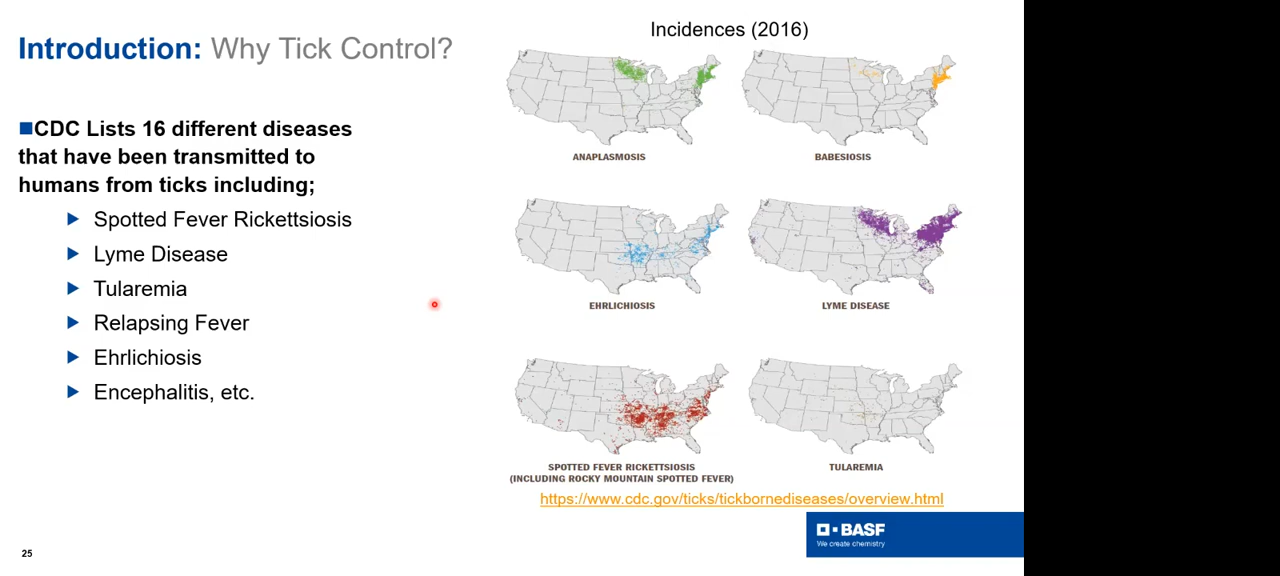 Introduction: Why Tick Control?
■CDC Lists 16 different diseases
that have been transmitted to
humans from ticks including;
Spotted Fever Rickettsiosis
Lyme Disease
Tularemia
Relapsing Fever
Ehrlichiosis
Encephalitis, etc.
Incidences (2016)
ANAPLASMOSIS
BABESIOSIS
EHRLICHIOSIS
LYME DISEASE
SPOTTED FEVER RICKETTSIOSIS
(INCLUDING ROCKY MOUNTAIN SPOTTED FEVER)
TULAREMIA
https://www.cdc.gov/ticks/tickbornediseases/overview.html
BASF
We create chemistry
25